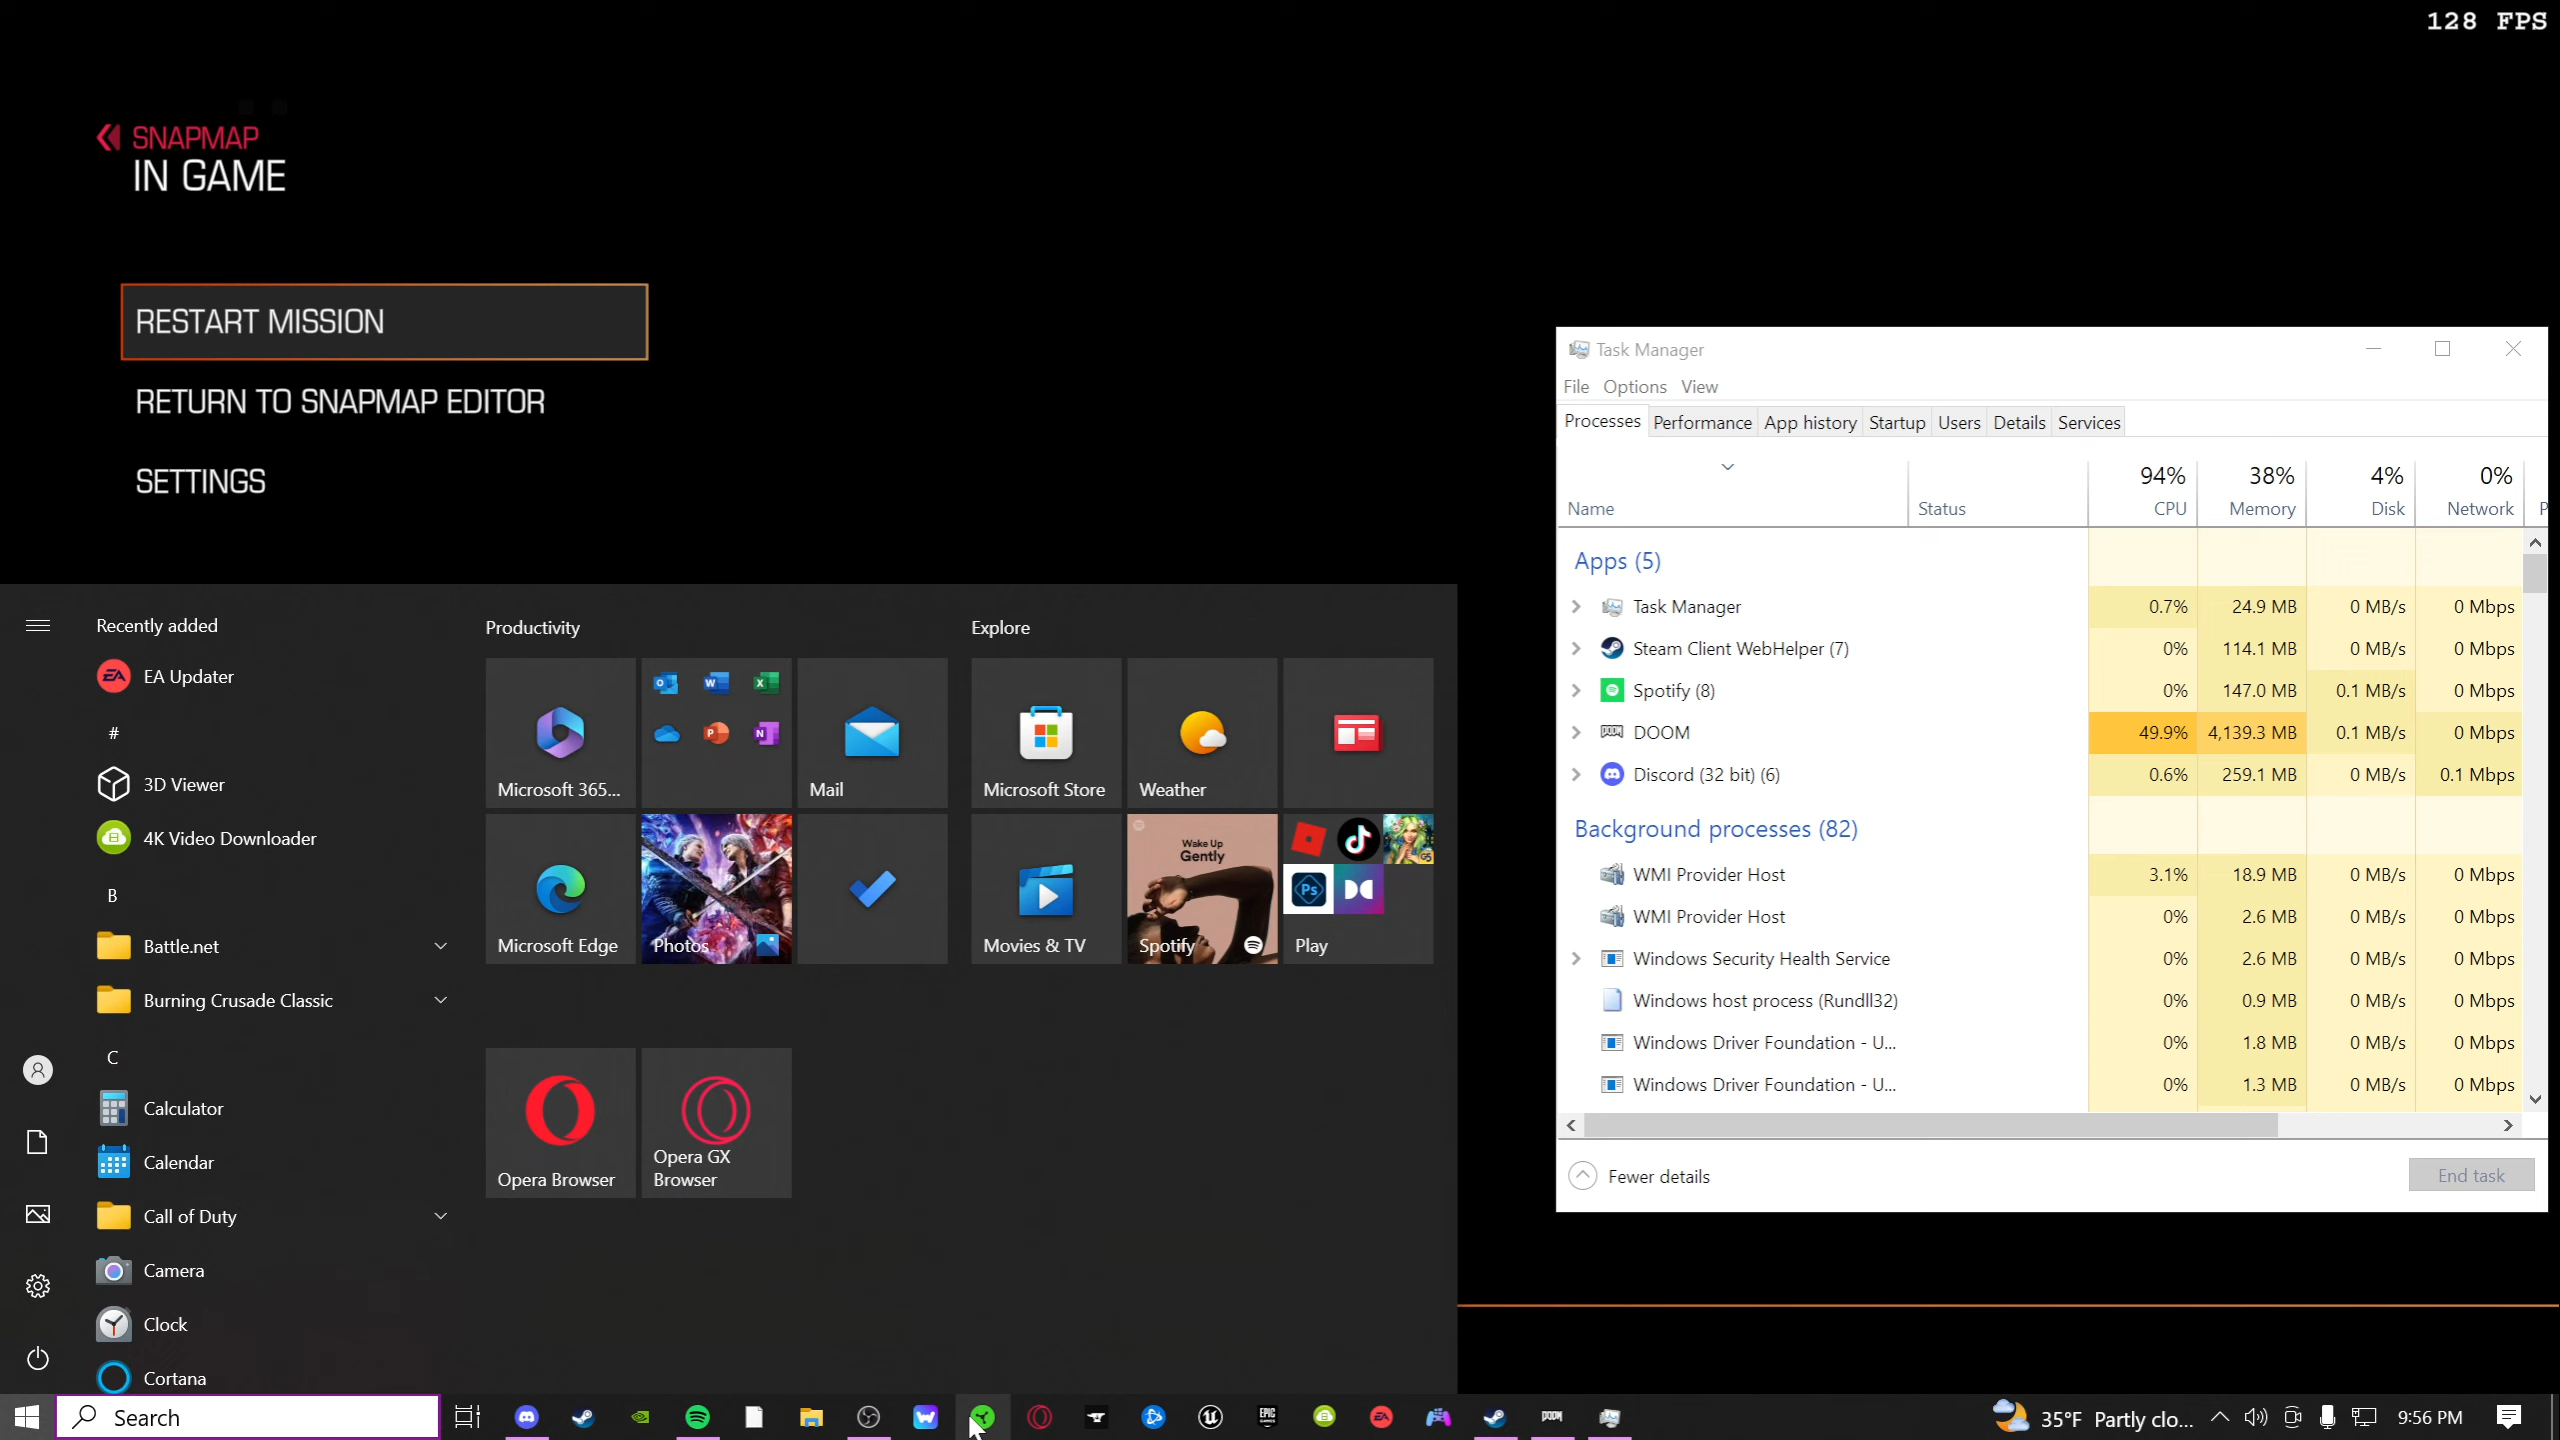 128 FPS
SNAPMAP
IN GAME
RESTART MISSION
RETURN TO SNAPMAP EDITOR
SETTINGS
Task Manager
File Options View
Processes Performance App history Startup Users Details Services
94% 38% 4% 0%
Name Status CPU Memory Disk Network P
Apps (5)
Task Manager 0.7% 24.9 MB 0 MB/s 0 Mbps
Steam Client WebHelper (7) 0% 114.1 MB 0 MB/s 0 Mbps
Spotify (8) 0% 147.0 MB 0.1 MB/s 0 Mbps
DOOM 49.9% 4,139.3 MB 0.1 MB/s 0 Mbps
Discord (32 bit) (6) 0.6% 259.1 MB 0 MB/s 0.1 Mbps
Background processes (82)
WMI Provider Host 3.1% 18.9 MB 0 MB/s 0 Mbps
WMI Provider Host 0% 2.6 MB 0 MB/s 0 Mbps
Windows Security Health Service 0% 2.6 MB 0 MB/s 0 Mbps
Windows host process (Rundll32) 0% 0.9 MB 0 MB/s 0 Mbps
Windows Driver Foundation - U... 0% 1.8 MB 0 MB/s 0 Mbps
Windows Driver Foundation - U... 0% 1.3 MB 0 MB/s 0 Mbps
Fewer details End task
Recently added
EA Updater
#
3D Viewer
4K Video Downloader
B
Battle.net
Burning Crusade Classic
C
Calculator
Calendar
Call of Duty
Camera
Clock
Cortana
Productivity
Microsoft 365...
Mail
Microsoft Edge
Photos
Opera Browser
Opera GX
Browser
Explore
Microsoft Store
Weather
Movies & TV
Wake Up
Gently
Spotify
Play
Search
35°F Partly clo... 9:56 PM